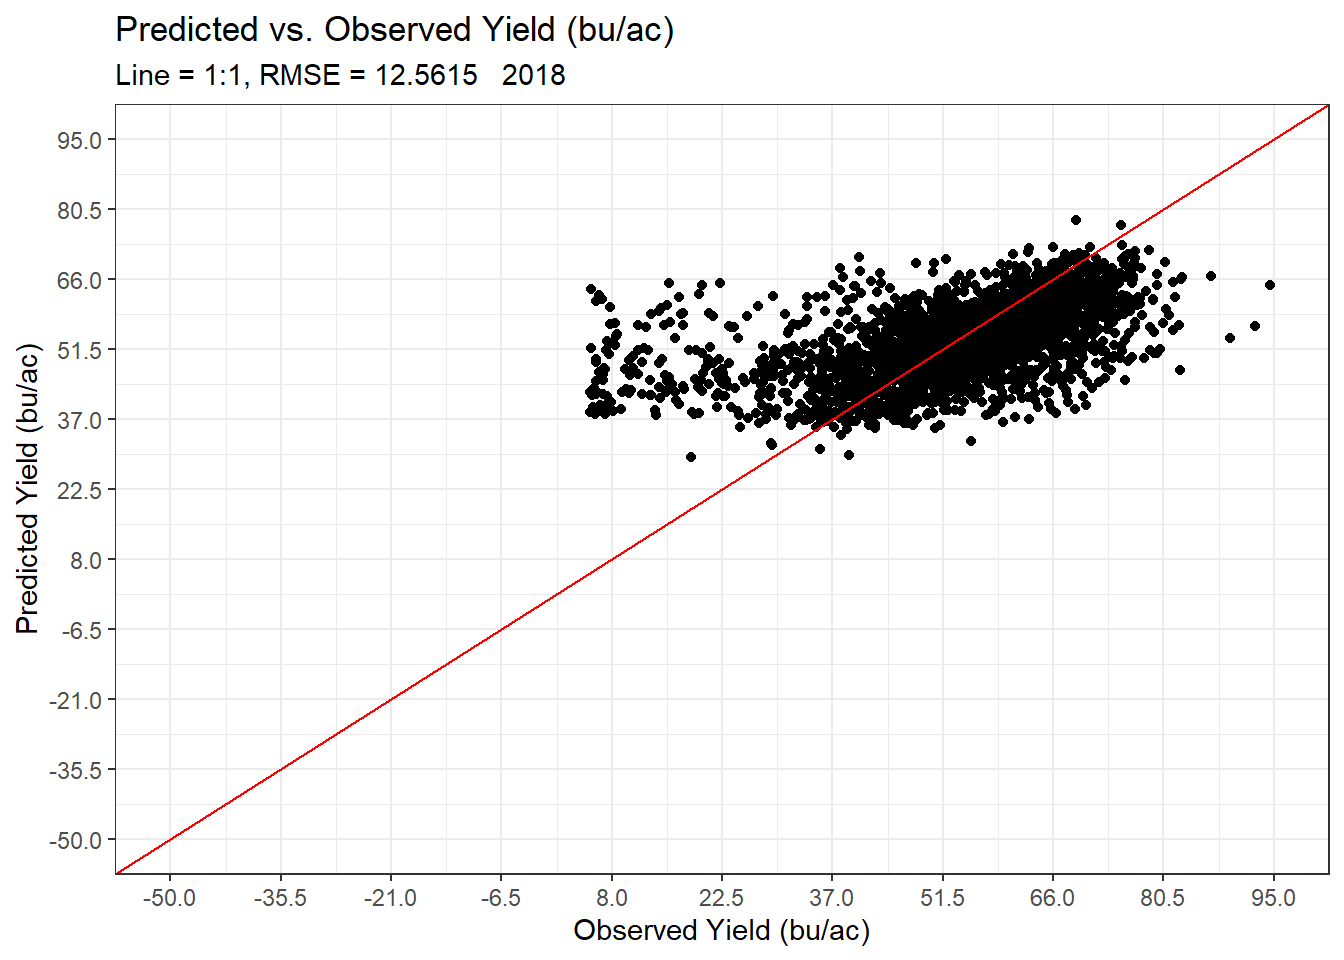 Predicted vs. Observed Yield (bu/ac)
Line = 1:1, RMSE = 12.5615   2018
Predicted Yield (bu/ac)
95.0
80.5
66.0
51.5
37.0
22.5
8.0
-6.5
-21.0
-35.5
-50.0
-50.0 -35.5 -21.0 -6.5 8.0 22.5 37.0 51.5 66.0 80.5 95.0
Observed Yield (bu/ac)